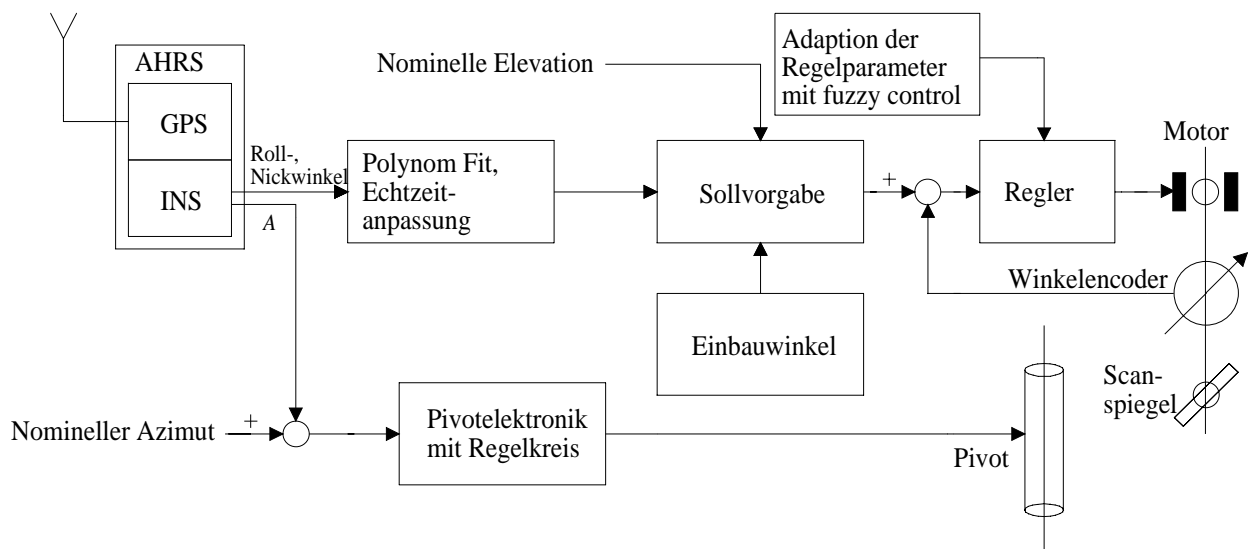 AHRS
GPS
INS
Roll-,
Nickwinkel
A
Polynom Fit,
Echtzeit-
anpassung
Nominelle Elevation
Sollvorgabe
Einbauwinkel
+
Adaption der
Regelparameter
mit fuzzy control
Regler
Motor
Winkelencoder
Scan-
spiegel
Nomineller Azimut
+
Pivotelektronik
mit Regelkreis
Pivot